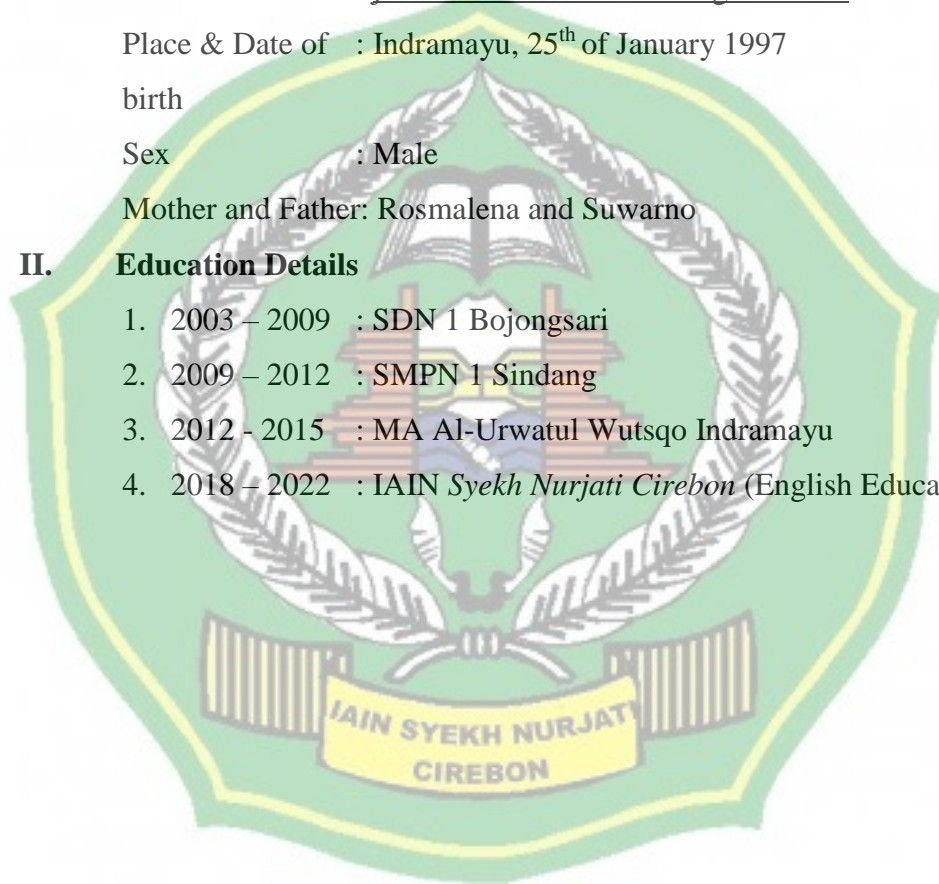 Place & Date of : Indramayu, 25th of January 1997
birth
Sex : Male
Mother and Father: Rosmalena and Suwarno
II. Education Details
1. 2003 – 2009 : SDN 1 Bojongsari
2. 2009 – 2012 : SMPN 1 Sindang
3. 2012 - 2015 : MA Al-Urwatul Wutsqo Indramayu
4. 2018 – 2022 : IAIN Syekh Nurjati Cirebon (English Educa
IAIN SYEKH NURJATI
CIREBON